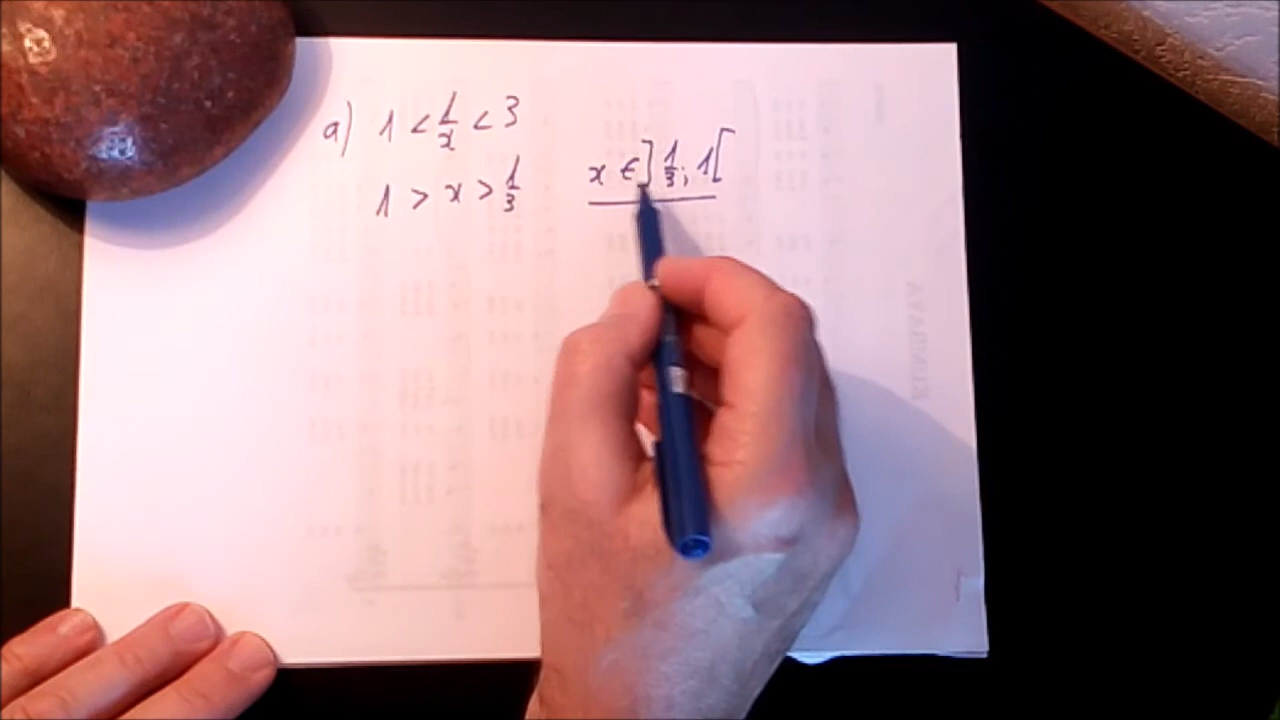 a) 1 < 1/x < 3
1 > x > 1/3
x ∈ ]1/3; 1[